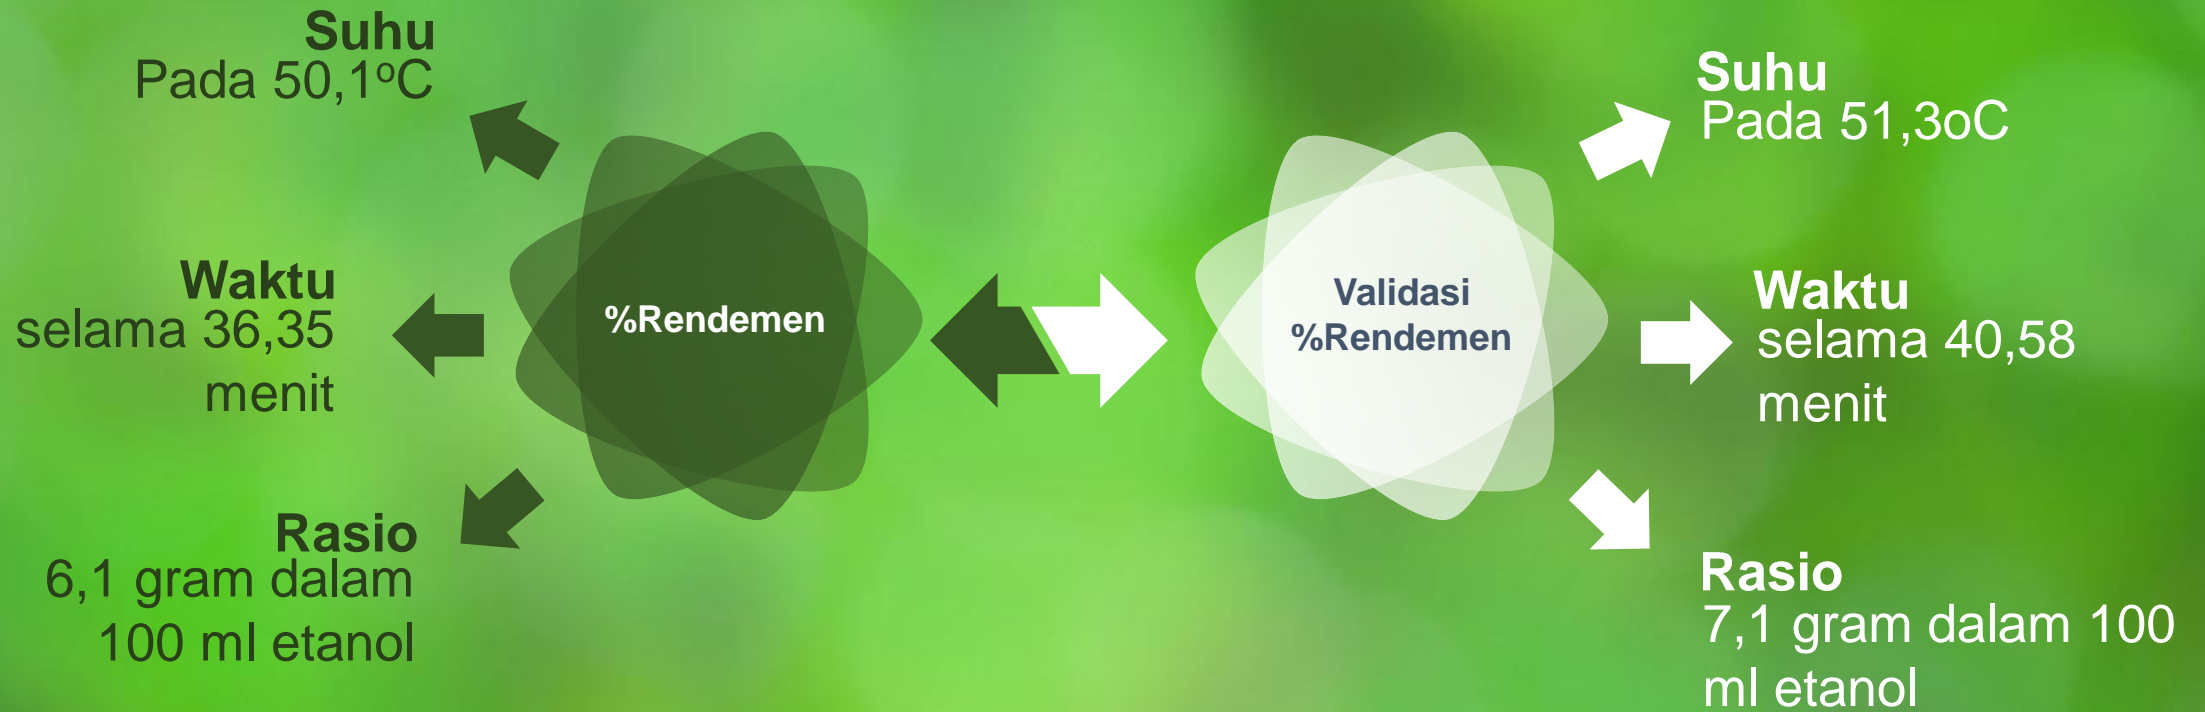 Suhu
Pada 50,1ºC
Waktu
selama 36,35
menit
Rasio
6,1 gram dalam
100 ml etanol
%Rendemen
Validasi
%Rendemen
Suhu
Pada 51,3oC
Waktu
selama 40,58
menit
Rasio
7,1 gram dalam 100
ml etanol